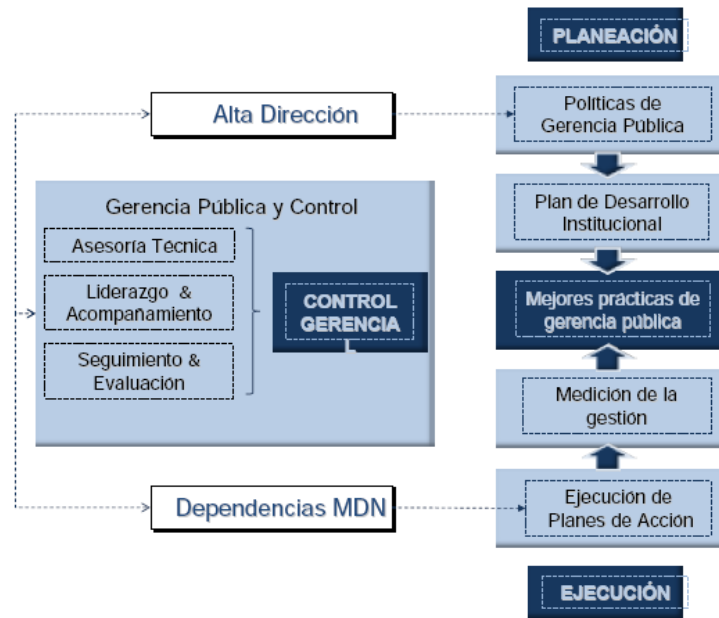 PLANEACIÓN
Alta Dirección
Políticas de
Gerencia Pública
Gerencia Pública y Control
Asesoría Técnica
Liderazgo &
Acompañamiento
Seguimiento &
Evaluación
CONTROL
GERENCIA
L
Plan de Desarrollo
Institucional
Mejores prácticas de
gerencia pública
Medición de la
gestión
Dependencias MDN
Ejecución de
Planes de Acción
EJECUCIÓN